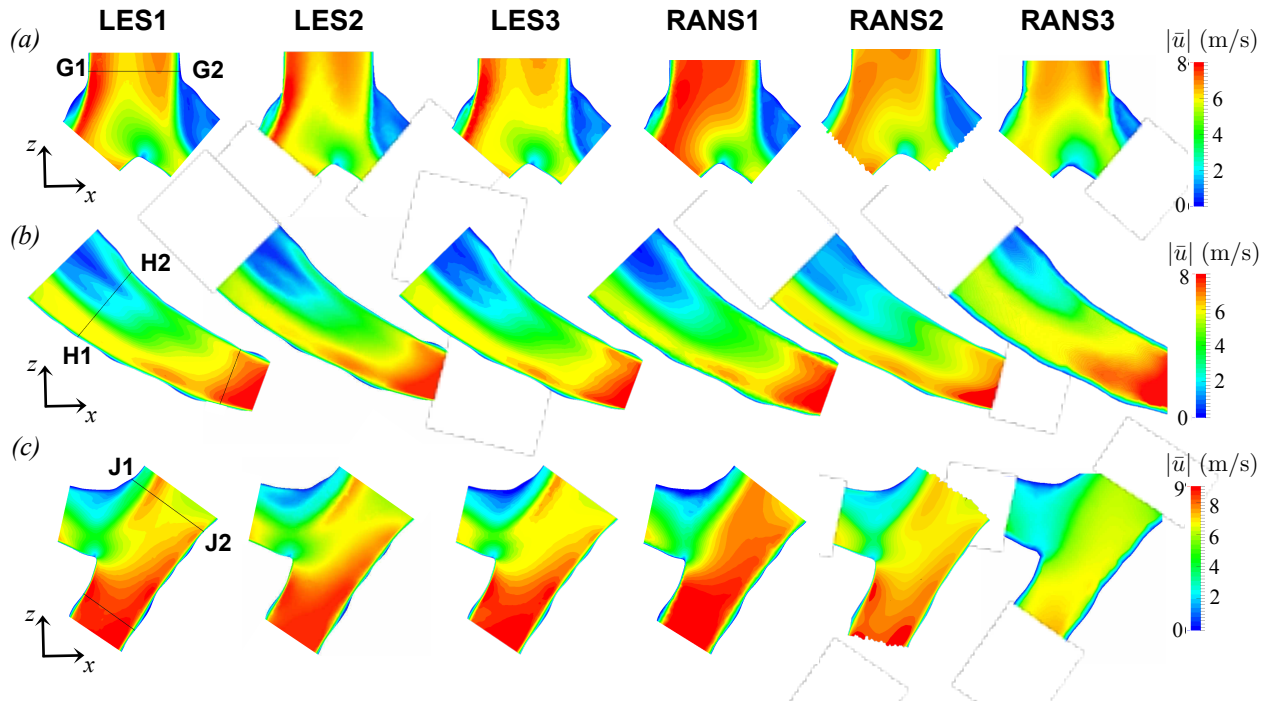 LES1 LES2 LES3 RANS1 RANS2 RANS3
(a)
|ū| (m/s)
G1 G2
8
6
4
2
0
z
x
(b)
|ū| (m/s)
H2
H1
8
6
4
2
0
z
x
(c)
|ū| (m/s)
J1
J2
9
8
6
4
2
0
z
x